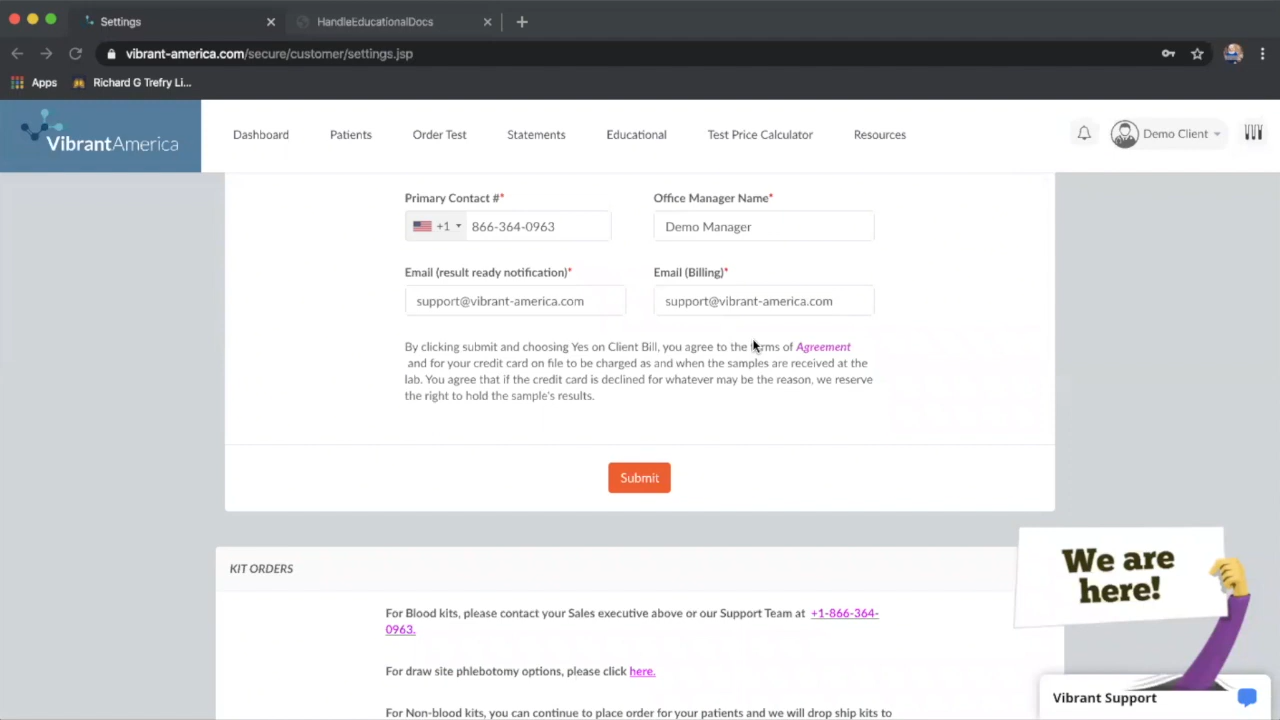 Settings
HandleEducationalDocs
vibrant-america.com/secure/customer/settings.jsp
Apps
Richard G Trefry Li...
VibrantAmerica
Dashboard
Patients
Order Test
Statements
Educational
Test Price Calculator
Resources
Demo Client
Primary Contact #*
Office Manager Name*
+1
866-364-0963
Demo Manager
Email (result ready notification)*
Email (Billing)*
support@vibrant-america.com
support@vibrant-america.com
By clicking submit and choosing Yes on Client Bill, you agree to the terms of Agreement
and for your credit card on file to be charged as and when the samples are received at the
lab. You agree that if the credit card is declined for whatever may be the reason, we reserve
the right to hold the sample's results.
Submit
We are
here!
KIT ORDERS
For Blood kits, please contact your Sales executive above or our Support Team at +1-866-364-
0963.
For draw site phlebotomy options, please click here.
Vibrant Support
For Non-blood kits, you can continue to place order for your patients and we will drop ship kits to